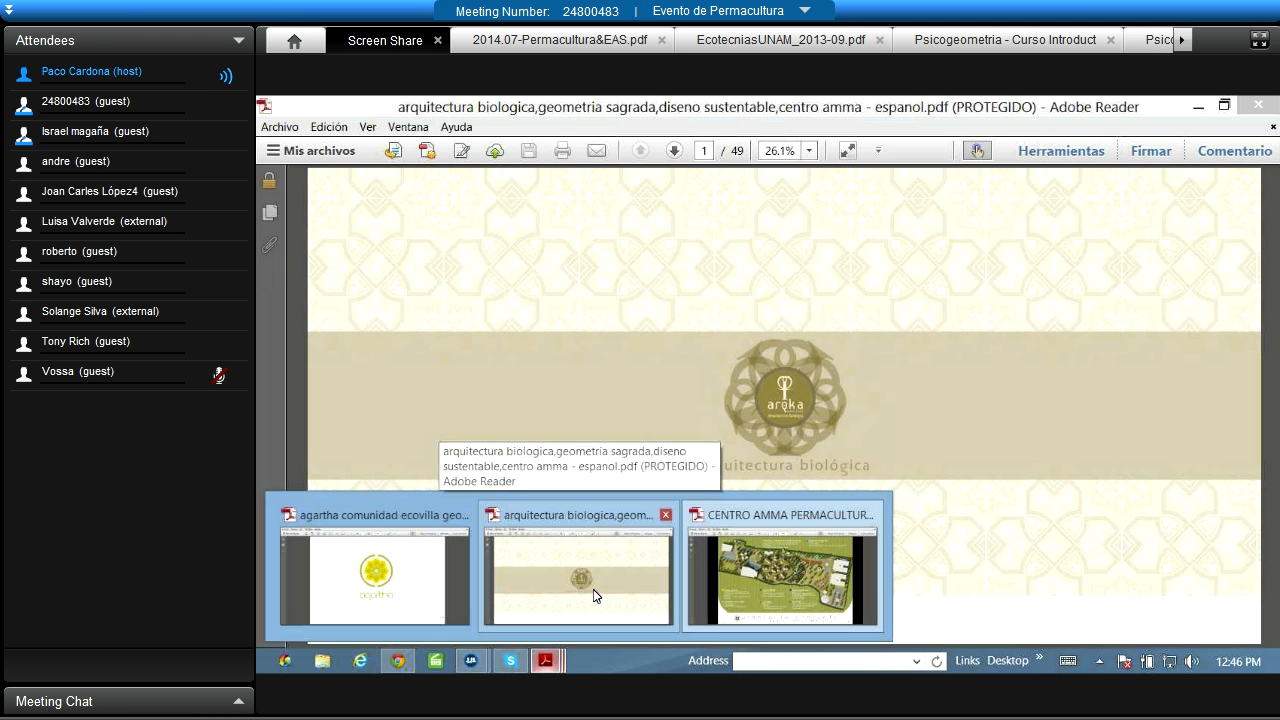 Meeting Number: 24800483 | Evento de Permacultura
Attendees
Paco Cardona (host)
24800483 (guest)
Israel magaña (guest)
andre (guest)
Joan Carles López4 (guest)
Luisa Valverde (external)
roberto (guest)
shayo (guest)
Solange Silva (external)
Tony Rich (guest)
Vossa (guest)
Meeting Chat
Screen Share
2014.07-Permacultura&EAS.pdf
EcotecniasUNAM_2013-09.pdf
Psicogeometria - Curso Introduct
Psic
arquitectura biologica,geometria sagrada,diseno sustentable,centro amma - espanol.pdf (PROTEGIDO) - Adobe Reader
Archivo Edición Ver Ventana Ayuda
Mis archivos
1 / 49
26.1%
Herramientas Firmar Comentario
arqka
uitectura biológica
arquitectura biologica,geometria sagrada,diseno
sustentable,centro amma - espanol.pdf (PROTEGIDO) -
Adobe Reader
agartha comunidad ecovilla geo...
arquitectura biologica,geom...
CENTRO AMMA PERMACULTUR...
agartha
Address
Links Desktop
12:46 PM